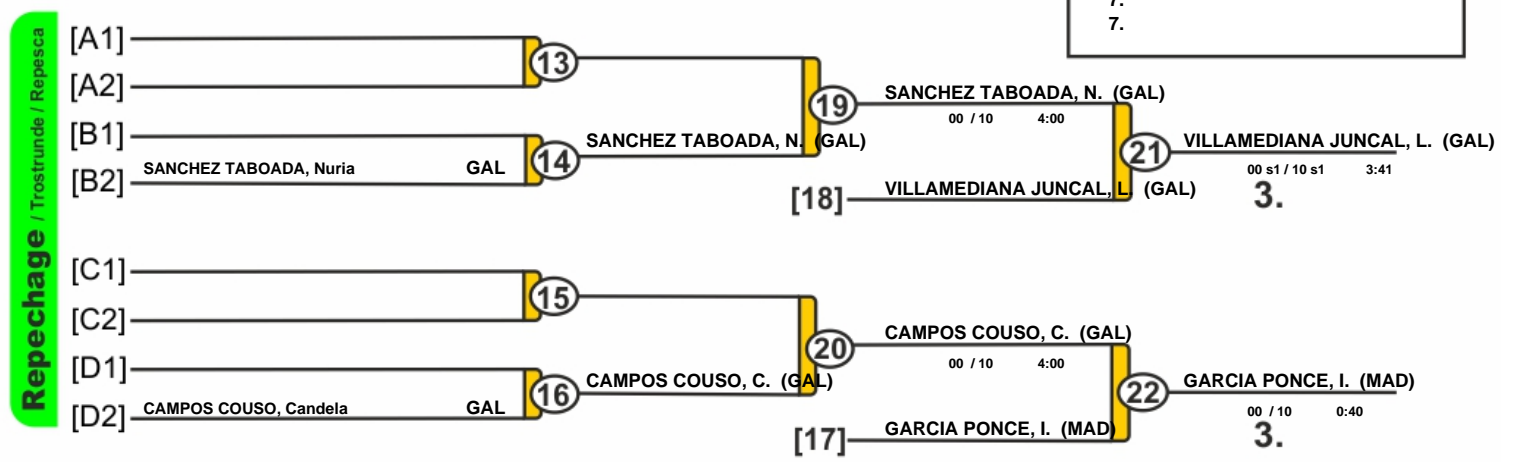 7.
7.
Repechage / Trostrunde / Repesca
[A1]
13
[A2]
19
SANCHEZ TABOADA, N. (GAL)
00 / 10 4:00
[B1]
14
SANCHEZ TABOADA, N. (GAL)
21
VILLAMEDIANA JUNCAL, L. (GAL)
00 s1 / 10 s1 3:41
3.
[B2]
SANCHEZ TABOADA, Nuria GAL
[18]
VILLAMEDIANA JUNCAL, L. (GAL)
[C1]
15
[C2]
20
CAMPOS COUSO, C. (GAL)
00 / 10 4:00
[D1]
16
CAMPOS COUSO, C. (GAL)
22
GARCIA PONCE, I. (MAD)
00 / 10 0:40
3.
[D2]
CAMPOS COUSO, Candela GAL
[17]
GARCIA PONCE, I. (MAD)